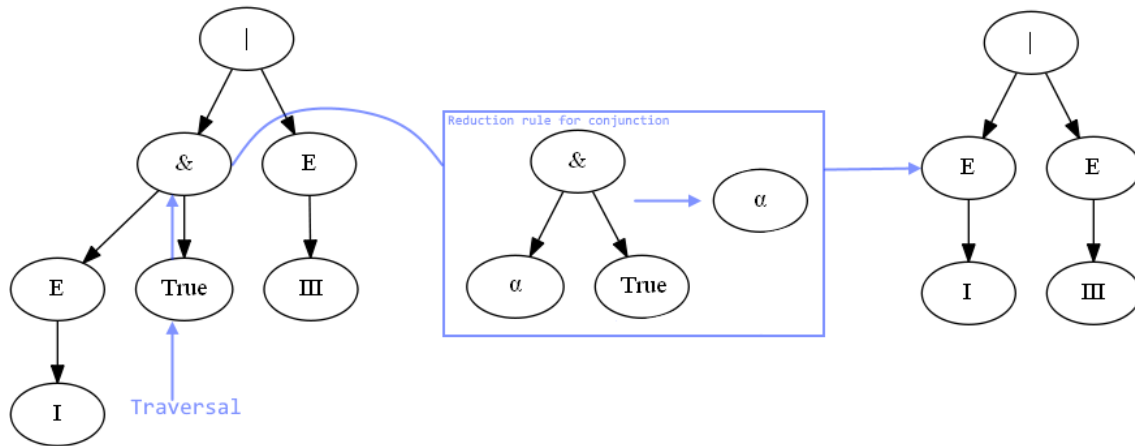 |
&
E
E
True
III
I
Traversal
Reduction rule for conjunction
&
α
True
α
|
E
E
I
III